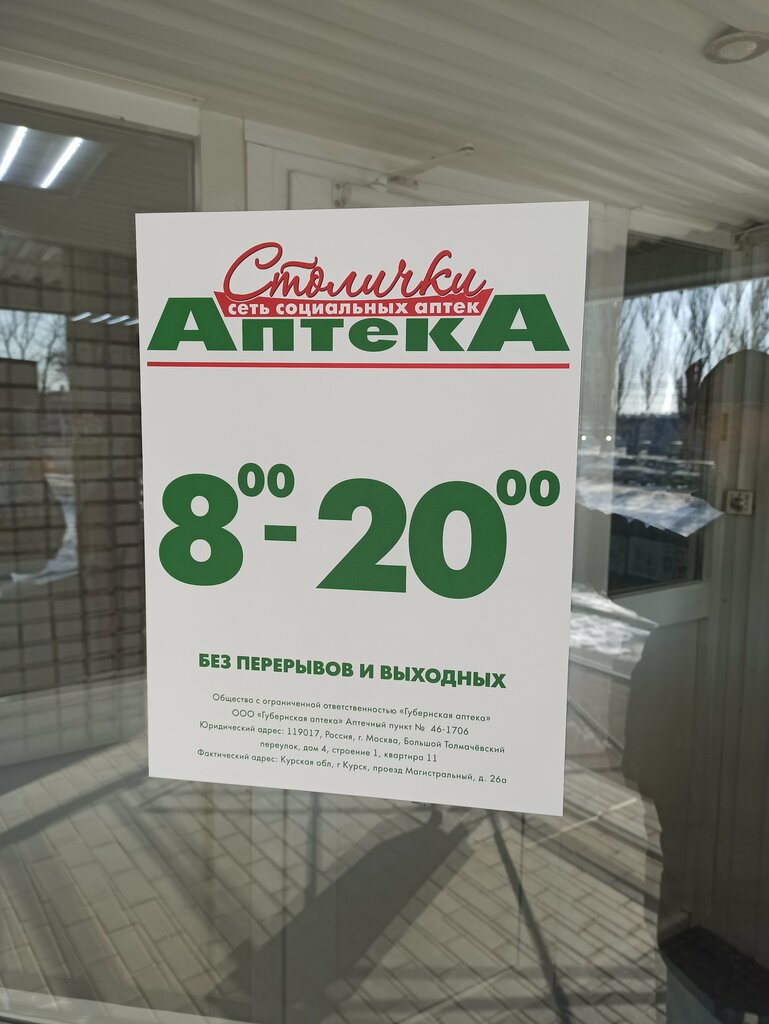 Столички
сеть социальных аптек
Аптека
8⁰⁰ - 20⁰⁰
БЕЗ ПЕРЕРЫВОВ И ВЫХОДНЫХ
Общество с ограниченной ответственностью «Губернская аптека»
ООО «Губернская аптека» Аптечный пункт № 46-1706
Юридический адрес: 119017, Россия, г. Москва, Большой Толмачёвский
переулок, дом 4, строение 1, квартира 11
Фактический адрес: Курская обл, г Курск, проезд Магистральный, д. 26а